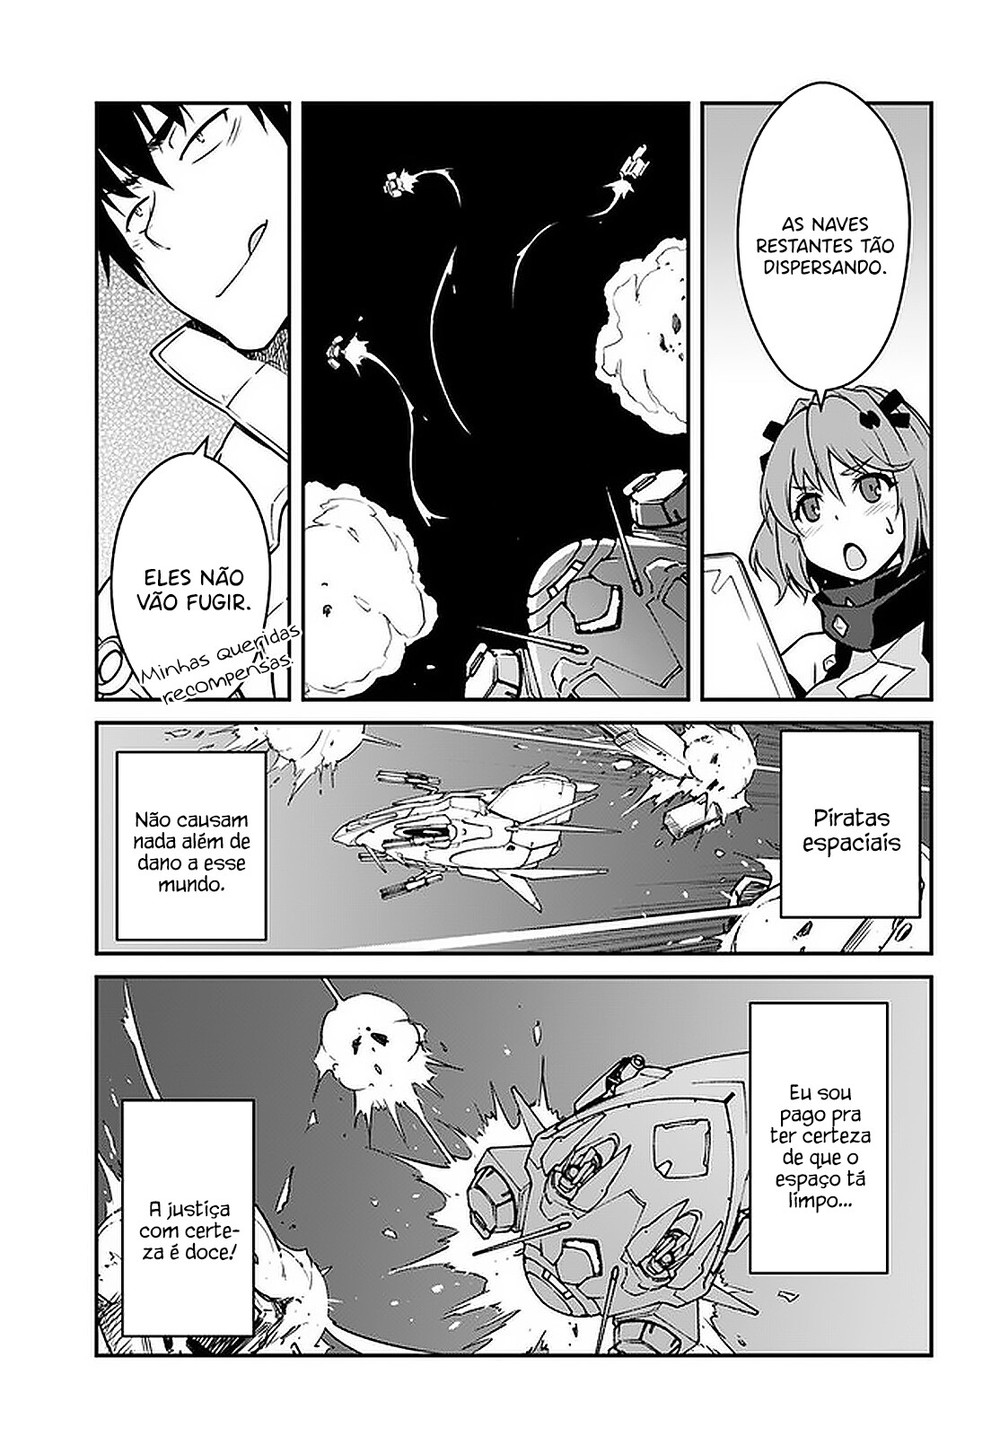 AS NAVES
RESTANTES TÃO
DISPERSANDO.
ELES NÃO
VÃO FUGIR.
Minhas queridas
recompensas.
Piratas
espaciais
Não causam
nada além de
dano a esse
mundo.
Eu sou
pago pra
ter certeza
de que o
espaço tá
limpo...
A justiça
com certe-
za é doce!